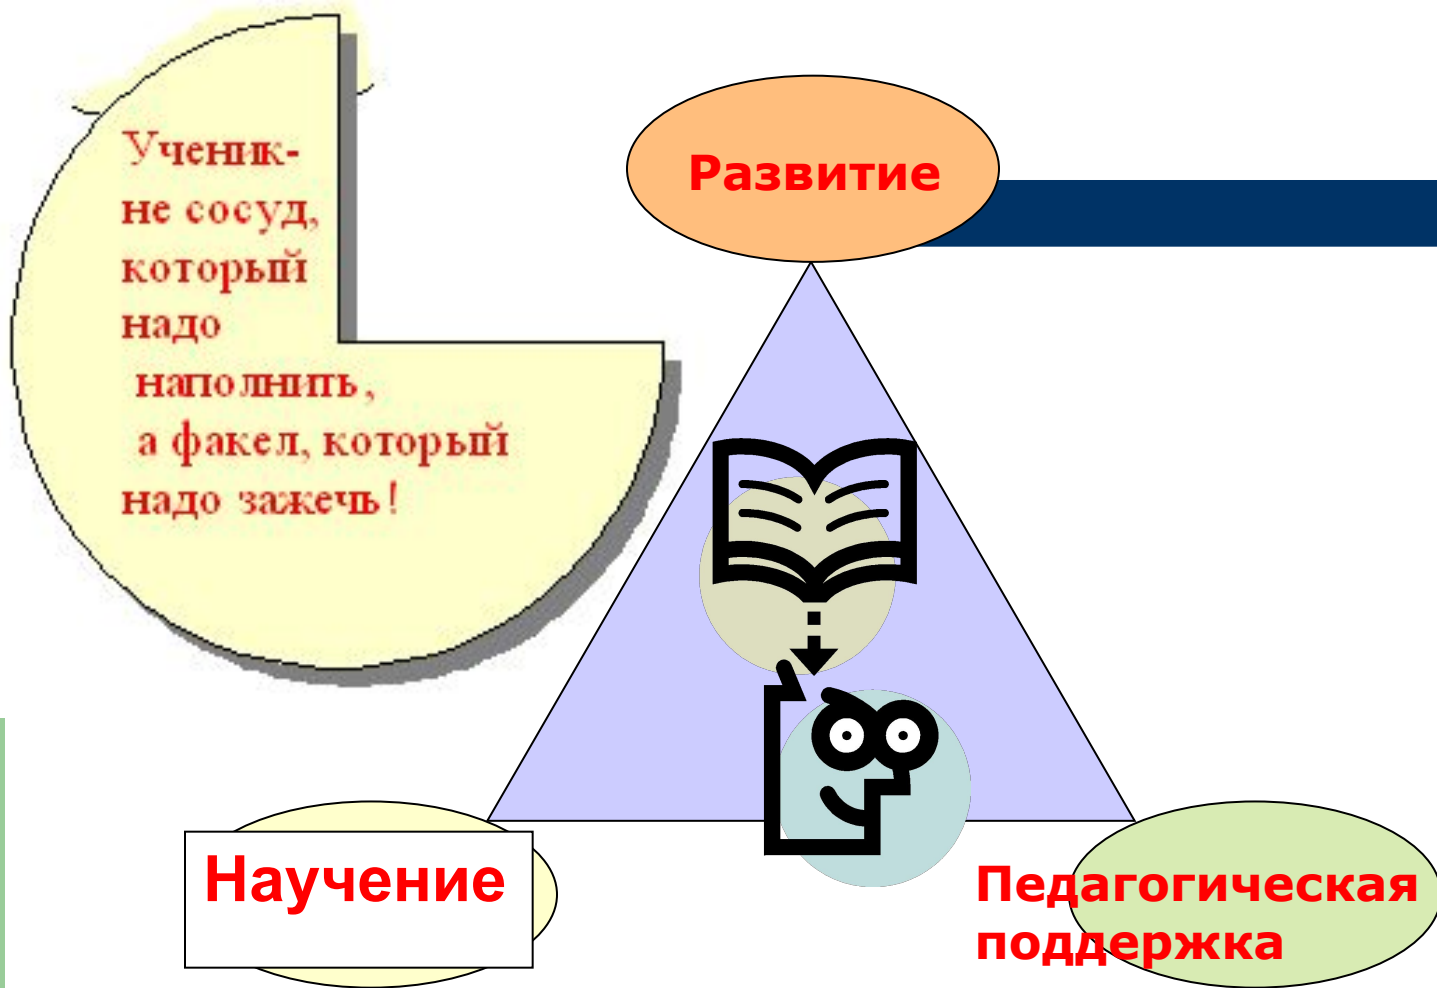 Ученик-
не сосуд,
который
надо
наполнить,
а факел, который
надо зажечь!
Развитие
Научение
Педагогическая
поддержка